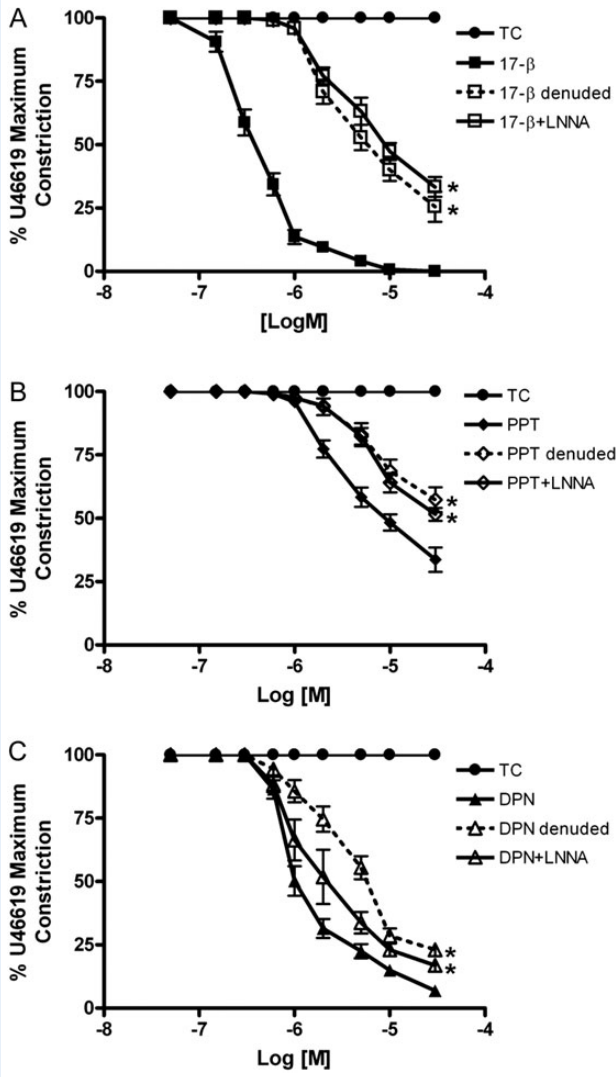 A
% U46619 Maximum
Constriction
100
75
50
25
0
-8 -7 -6 -5 -4
[LogM]
TC
17-β
17-β denuded
17-β+LNNA
*
*
B
% U46619 Maximum
Constriction
100
75
50
25
0
-8 -7 -6 -5 -4
Log [M]
TC
PPT
PPT denuded
PPT+LNNA
*
*
C
% U46619 Maximum
Constriction
100
75
50
25
0
-8 -7 -6 -5 -4
Log [M]
TC
DPN
DPN denuded
DPN+LNNA
*
*